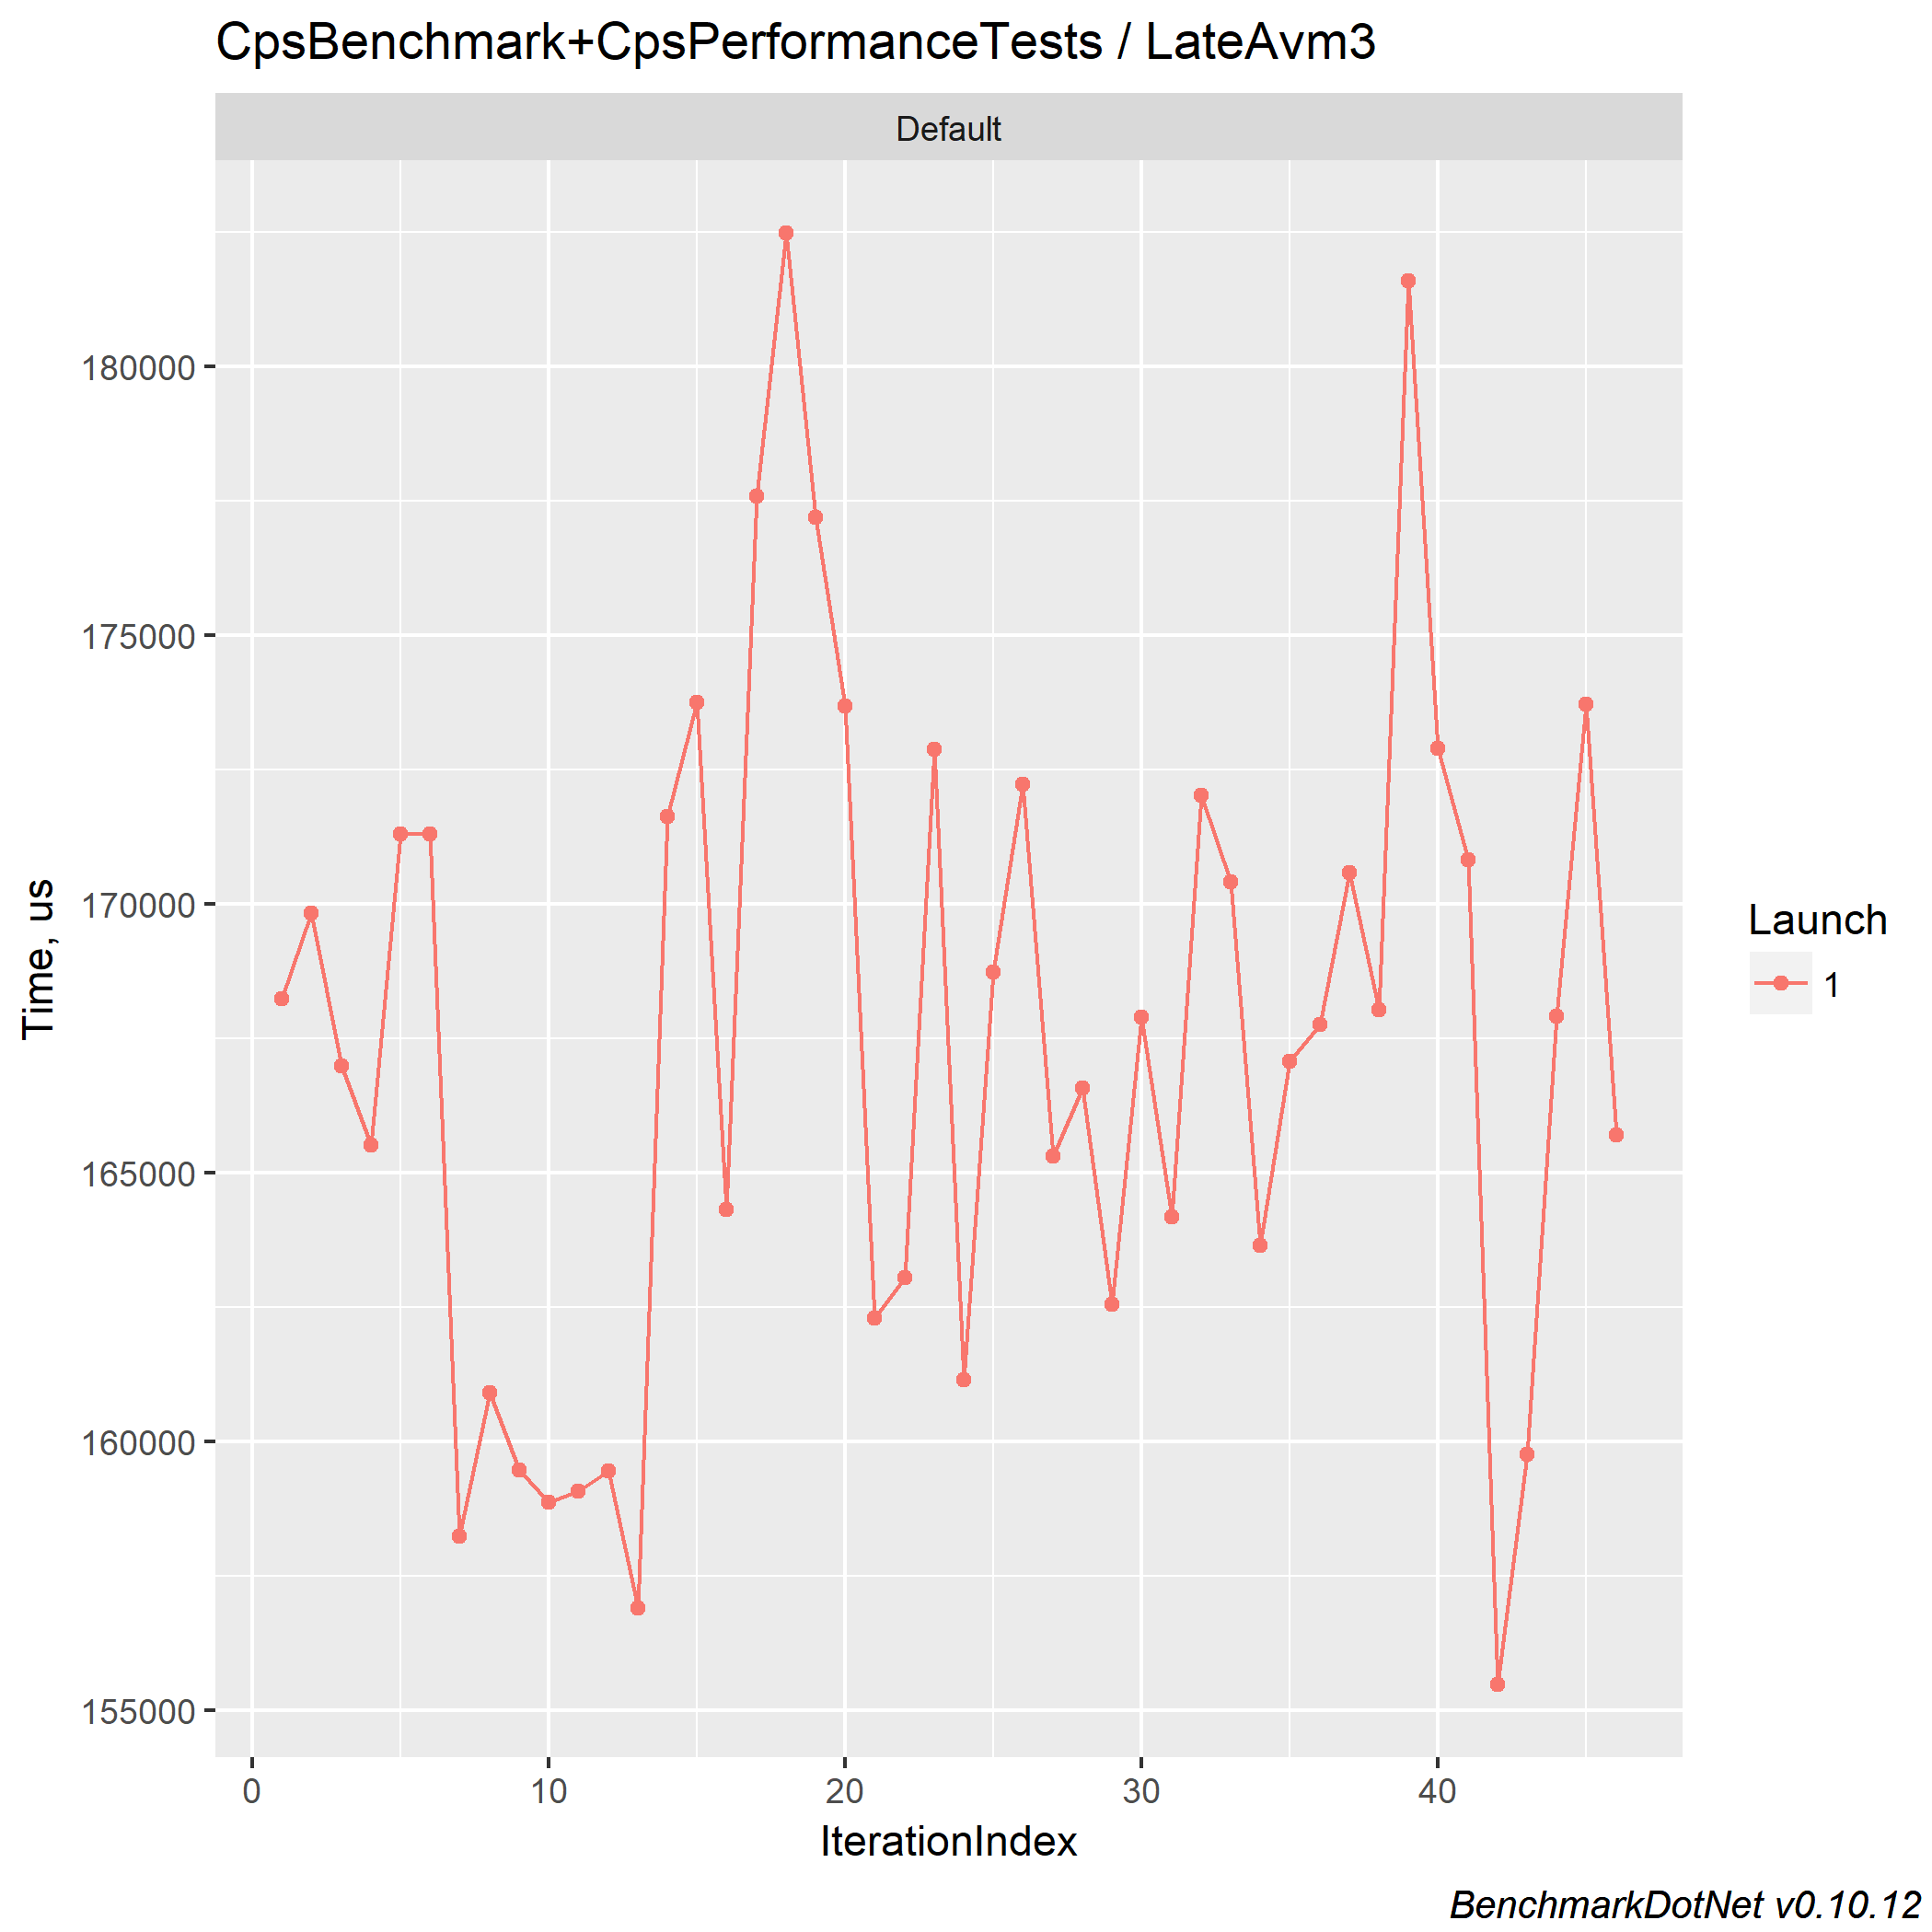 CpsBenchmark+CpsPerformanceTests / LateAvm3
Default
180000
175000
170000
165000
160000
155000
Time, us
0 10 20 30 40
IterationIndex
Launch
1
BenchmarkDotNet v0.10.12